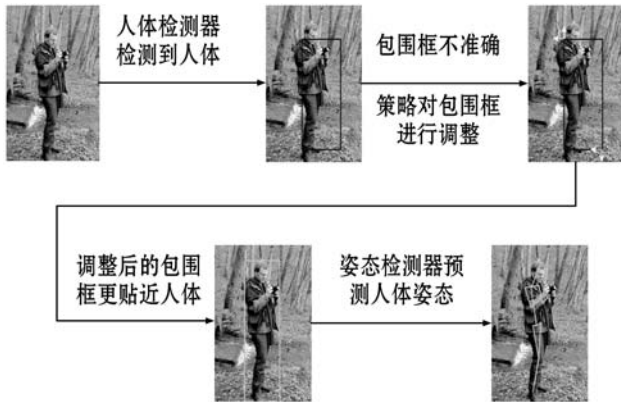 人体检测器
检测到人体
包围框不准确
策略对包围框
进行调整
调整后的包围
框更贴近人体
姿态检测器预
测人体姿态